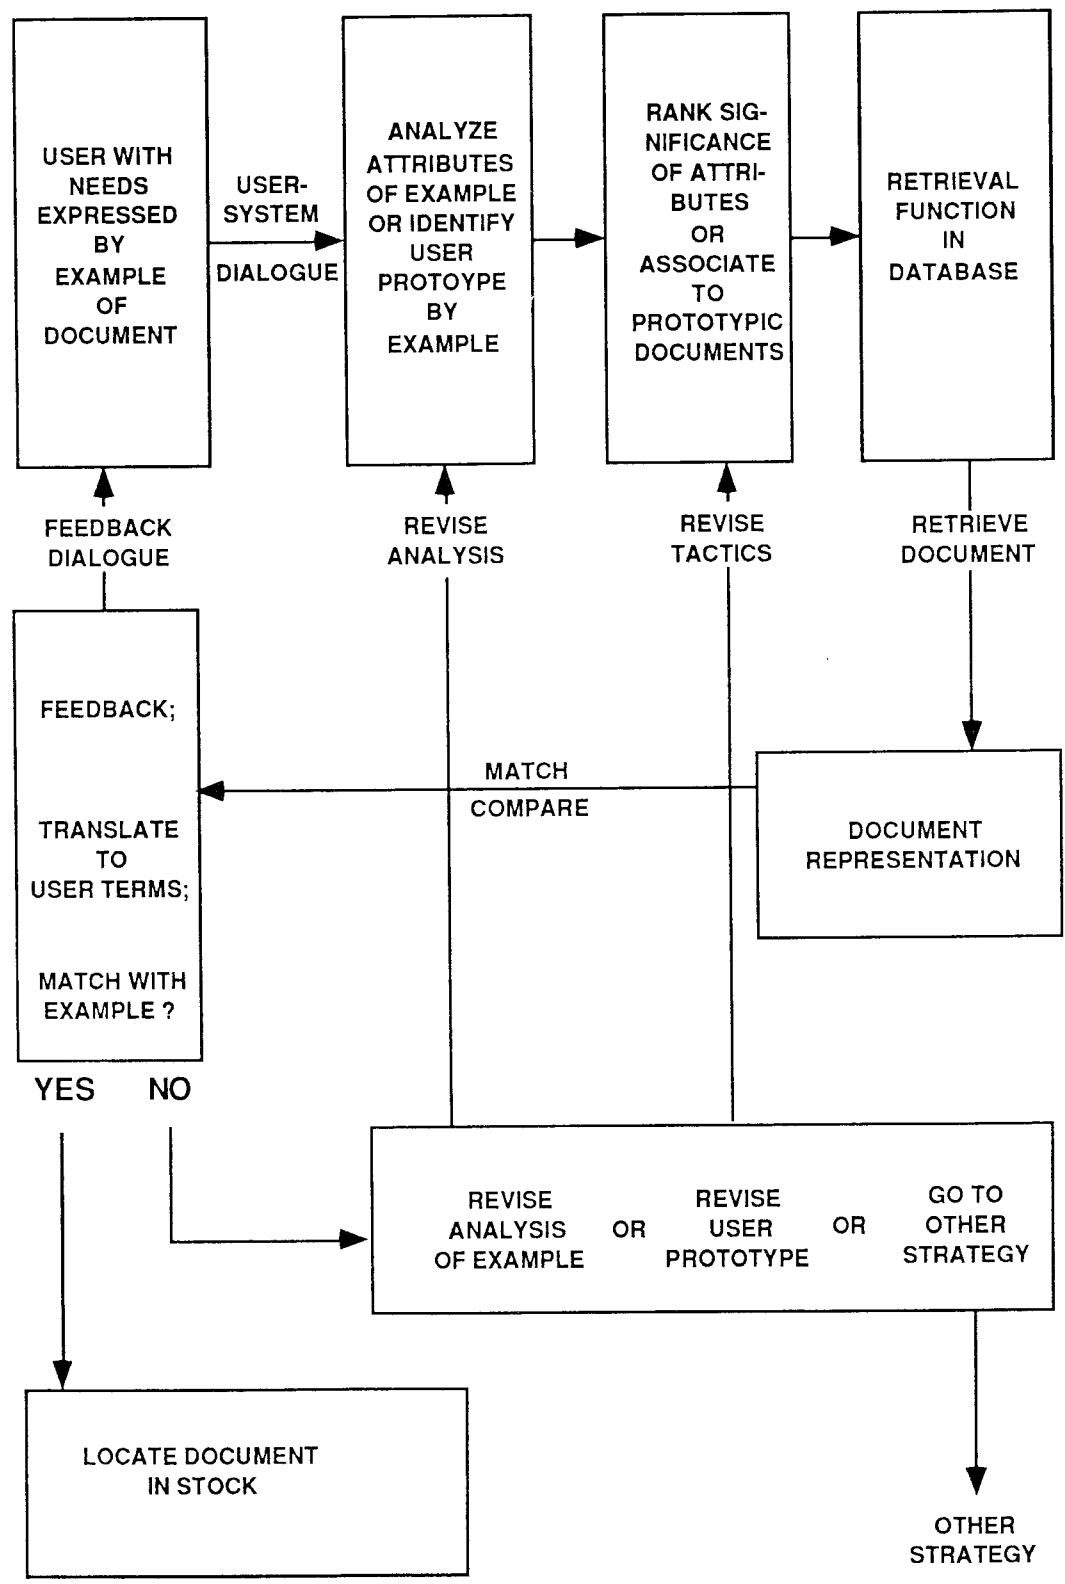 USER WITH
NEEDS
EXPRESSED
BY
EXAMPLE
OF
DOCUMENT
USER-
SYSTEM
DIALOGUE
ANALYZE
ATTRIBUTES
OF EXAMPLE
OR IDENTIFY
USER
PROTOYPE
BY
EXAMPLE
RANK SIG-
NIFICANCE
OF ATTRI-
BUTES
OR
ASSOCIATE
TO
PROTOTYPIC
DOCUMENTS
RETRIEVAL
FUNCTION
IN
DATABASE
FEEDBACK
DIALOGUE
REVISE
ANALYSIS
REVISE
TACTICS
RETRIEVE
DOCUMENT
FEEDBACK;
TRANSLATE
TO
USER TERMS;
MATCH WITH
EXAMPLE ?
MATCH
COMPARE
DOCUMENT
REPRESENTATION
YES NO
REVISE
ANALYSIS
OF EXAMPLE
OR
REVISE
USER
PROTOTYPE
OR
GO TO
OTHER
STRATEGY
LOCATE DOCUMENT
IN STOCK
OTHER
STRATEGY